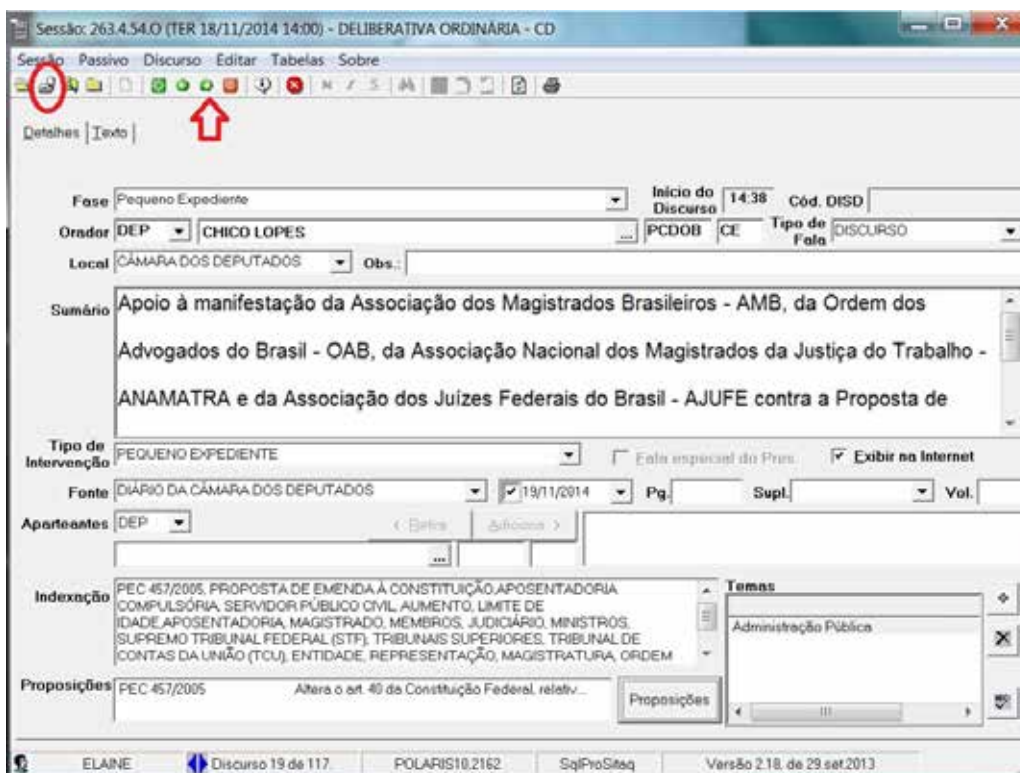 Sessão: 263.4.54.O (TER 18/11/2014 14:00) - DELIBERATIVA ORDINÁRIA - CD
Sessão Passivo Discurso Editar Tabelas Sobre
N I S
Detalhes Texto
Fase Pequeno Expediente Início do Discurso 14:38 Cód. DISD
Orador DEP CHICO LOPES ... PCDOB CE Tipo de Fala DISCURSO
Local CÂMARA DOS DEPUTADOS Obs.:
Sumário Apoio à manifestação da Associação dos Magistrados Brasileiros - AMB, da Ordem dos
Advogados do Brasil - OAB, da Associação Nacional dos Magistrados da Justiça do Trabalho -
ANAMATRA e da Associação dos Juízes Federais do Brasil - AJUFE contra a Proposta de
Tipo de Intervenção PEQUENO EXPEDIENTE Fala especial do Pres. Exibir na Internet
Fonte DIÁRIO DA CÂMARA DOS DEPUTADOS 19/11/2014 Pg. Supl. Vol.
Aparteantes DEP < Retira Adiciona >
...
Indexação PEC 457/2005, PROPOSTA DE EMENDA À CONSTITUIÇÃO,APOSENTADORIA
COMPULSÓRIA, SERVIDOR PÚBLICO CIVIL, AUMENTO, LIMITE DE
IDADE,APOSENTADORIA, MAGISTRADO, MEMBROS, JUDICIÁRIO, MINISTROS,
SUPREMO TRIBUNAL FEDERAL (STF), TRIBUNAIS SUPERIORES, TRIBUNAL DE
CONTAS DA UNIÃO (TCU), ENTIDADE, REPRESENTAÇÃO, MAGISTRATURA, ORDEM
Temas
Administração Pública
Proposições PEC 457/2005 Altera o art. 40 da Constituição Federal, relativ... Proposições
ELAINE Discurso 19 de 117. POLARIS10,2162 SqlProSitaq Versão 2.18, de 29.set.2013